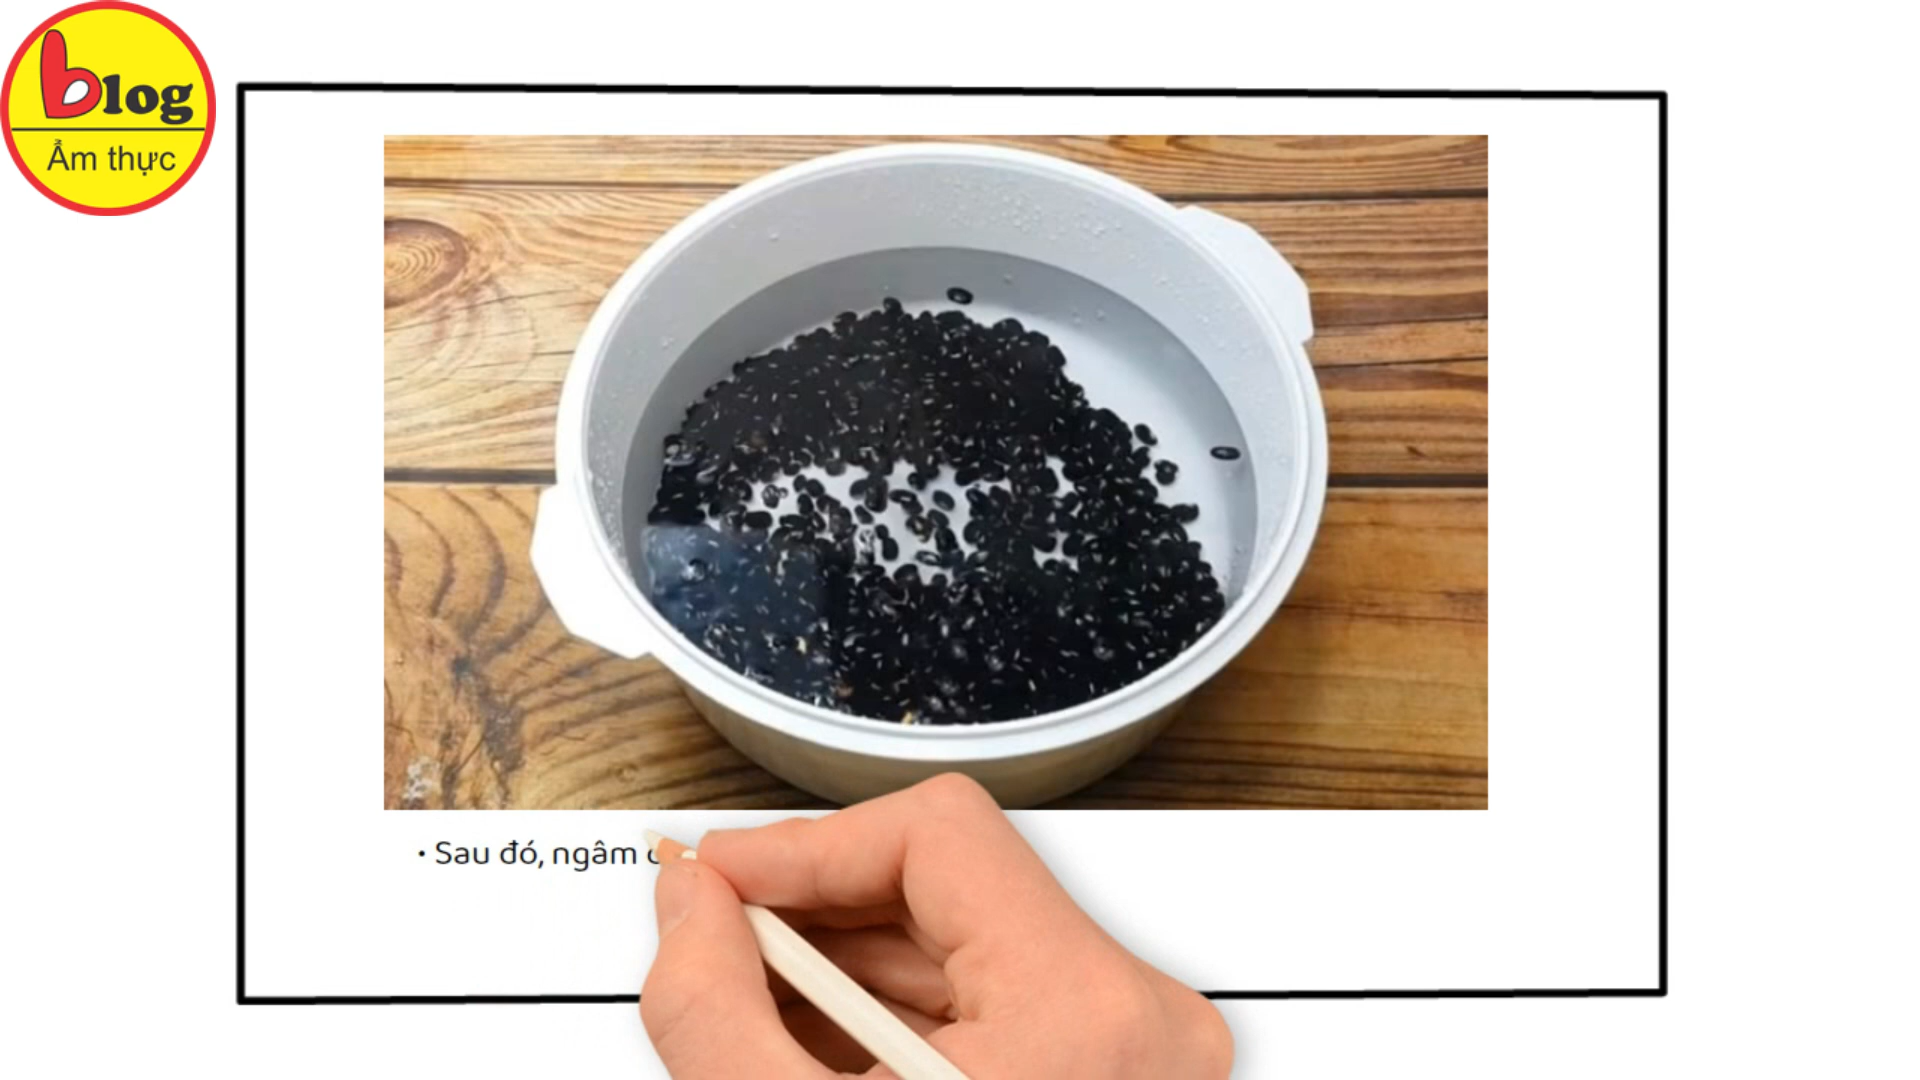 blog
Ẩm thực
• Sau đó, ngâm